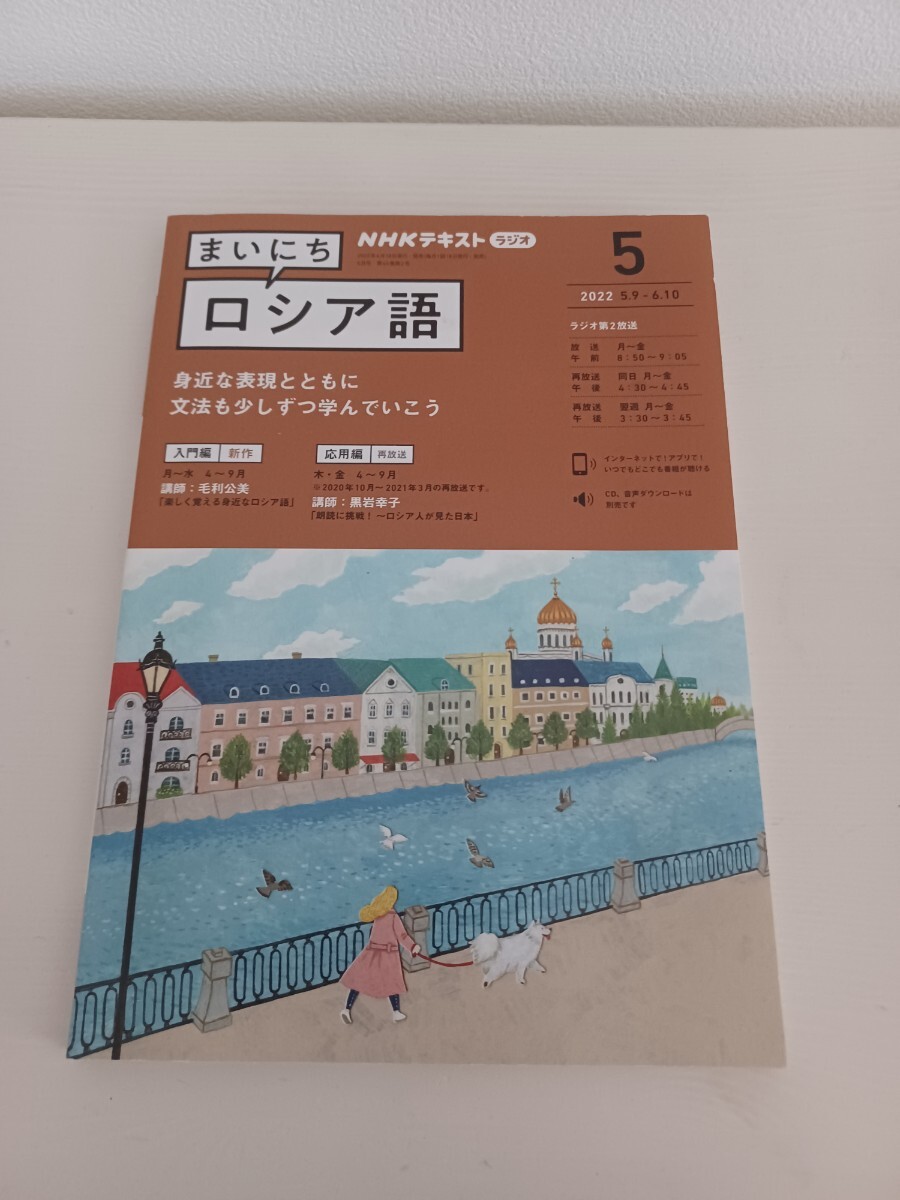 まいにち
ロシア語
NHKテキスト ラジオ
5
2022 5.9 - 6.10
ラジオ第2放送
放送 月～金
午前 8:50～9:05
再放送 同日 月～金
午後 4:30～4:45
再放送 翌週 月～金
午後 3:30～3:45
インターネットで！アプリで！
いつでもどこでも番組が聴ける
CD、音声ダウンロードは
別売です
身近な表現とともに
文法も少しずつ学んでいこう
入門編 新作
月～水 4～9月
講師：毛利公美
「楽しく覚える身近なロシア語」
応用編 再放送
木・金 4～9月
※2020年10月～2021年3月の再放送です。
講師：黒岩幸子
「朗読に挑戦！ ～ロシア人が見た日本」